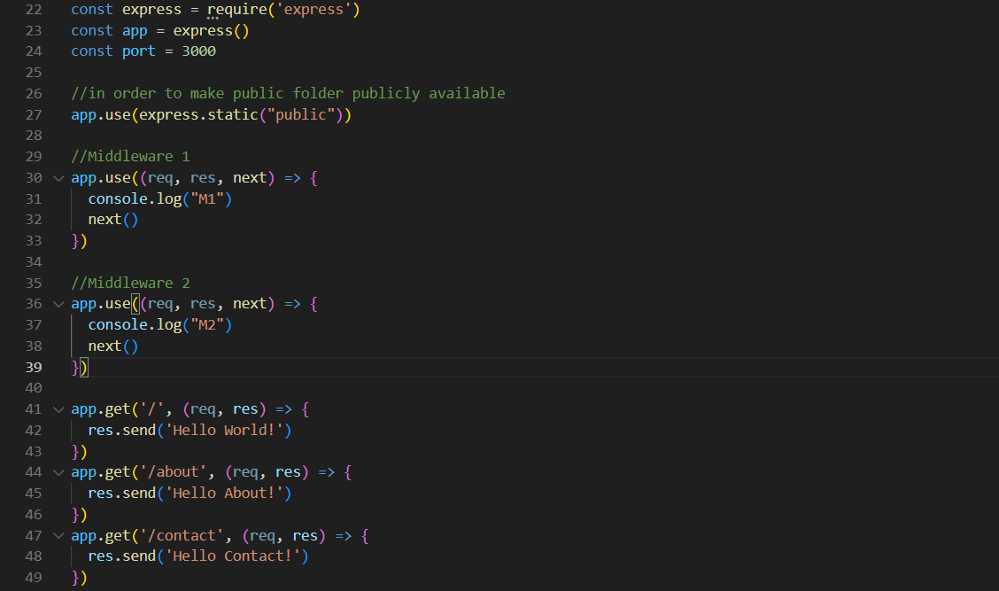 22 const express = require('express')
23 const app = express()
24 const port = 3000
25
26 //in order to make public folder publicly available
27 app.use(express.static("public"))
28
29 //Middleware 1
30 app.use((req, res, next) => {
31   console.log("M1")
32   next()
33 })
34
35 //Middleware 2
36 app.use((req, res, next) => {
37   console.log("M2")
38   next()
39 })
40
41 app.get('/', (req, res) => {
42   res.send('Hello World!')
43 })
44 app.get('/about', (req, res) => {
45   res.send('Hello About!')
46 })
47 app.get('/contact', (req, res) => {
48   res.send('Hello Contact!')
49 })